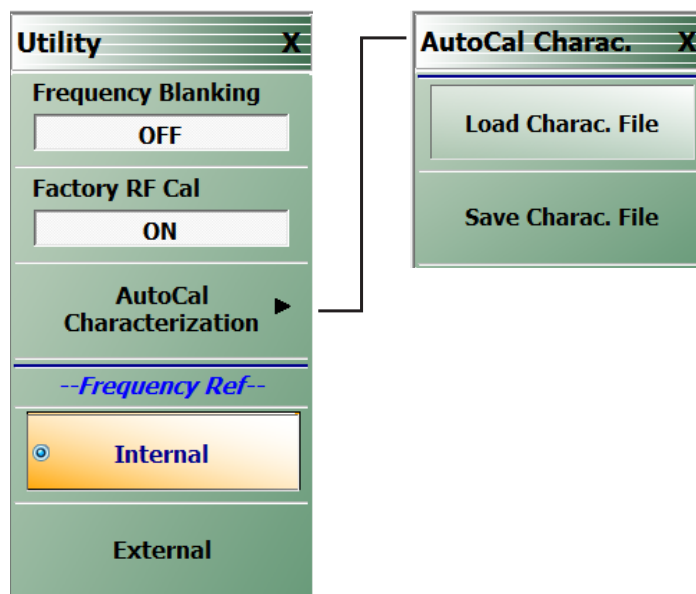 Utility X
Frequency Blanking
OFF
Factory RF Cal
ON
AutoCal
Characterization
--Frequency Ref--
Internal
External
AutoCal Charac. X
Load Charac. File
Save Charac. File